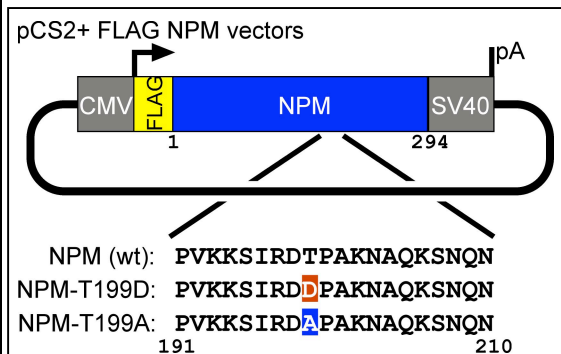 pCS2+ FLAG NPM vectors
pA
CMV FLAG NPM SV40
1 294
NPM (wt): PVKKSIRDTPAKNAQKSNQN
NPM-T199D: PVKKSIRDDPAKNAQKSNQN
NPM-T199A: PVKKSIRDAPAKNAQKSNQN
191 210